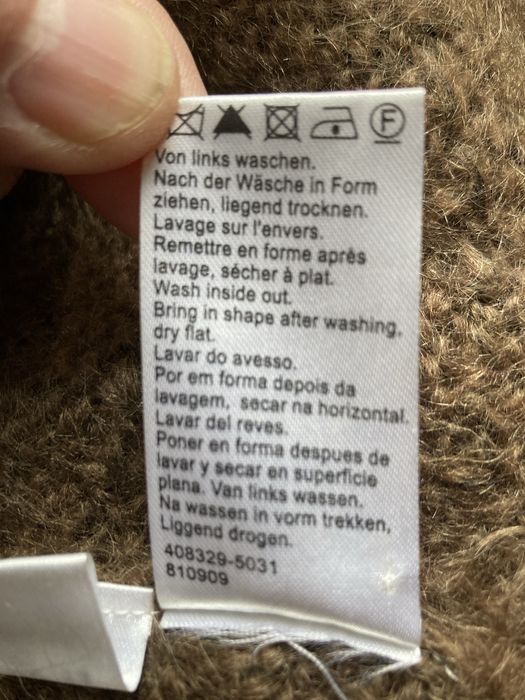 F
Von links waschen.
Nach der Wäsche in Form
ziehen, liegend trocknen.
Lavage sur l'envers.
Remettre en forme après
lavage, sécher à plat.
Wash inside out.
Bring in shape after washing.
dry flat.
Lavar do avesso.
Por em forma depois da
lavagem, secar na horizontal.
Lavar del reves.
Poner en forma despues de
lavar y secar en superficie
plana. Van links wassen.
Na wassen in vorm trekken,
Liggend drogen.
408329-5031
810909